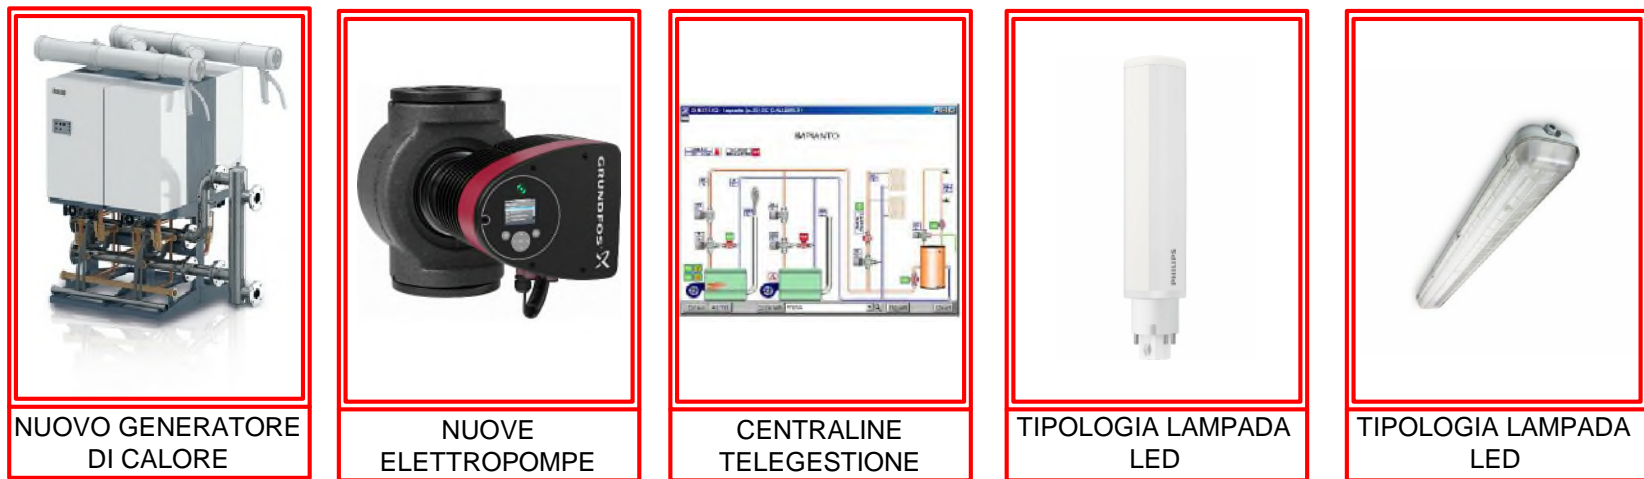 GRUNDFOS
IMPIANTO
PHILIPS
NUOVO GENERATORE
DI CALORE
NUOVE
ELETTROPOMPE
CENTRALINE
TELEGESTIONE
TIPOLOGIA LAMPADA
LED
TIPOLOGIA LAMPADA
LED